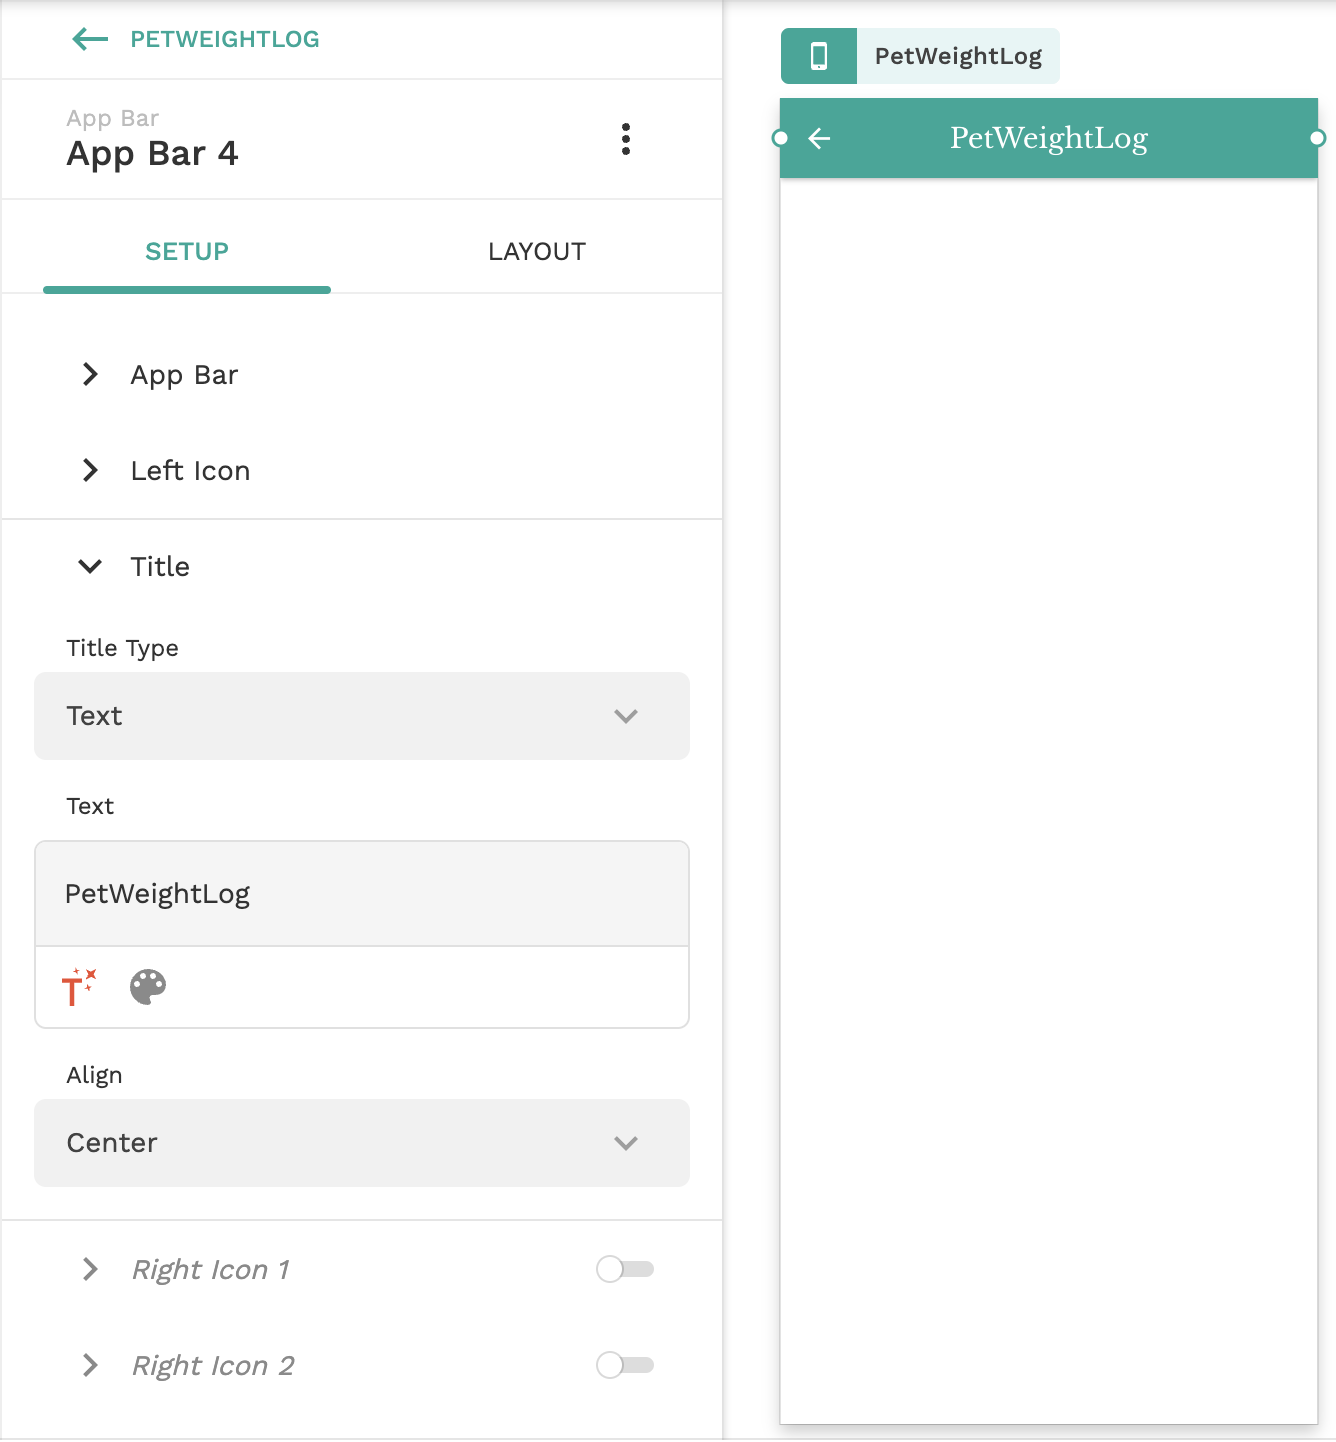 PETWEIGHTLOG
App Bar
App Bar 4
SETUP
LAYOUT
App Bar
Left Icon
Title
Title Type
Text
Text
PetWeightLog
T
Align
Center
Right Icon 1
Right Icon 2
PetWeightLog
PetWeightLog